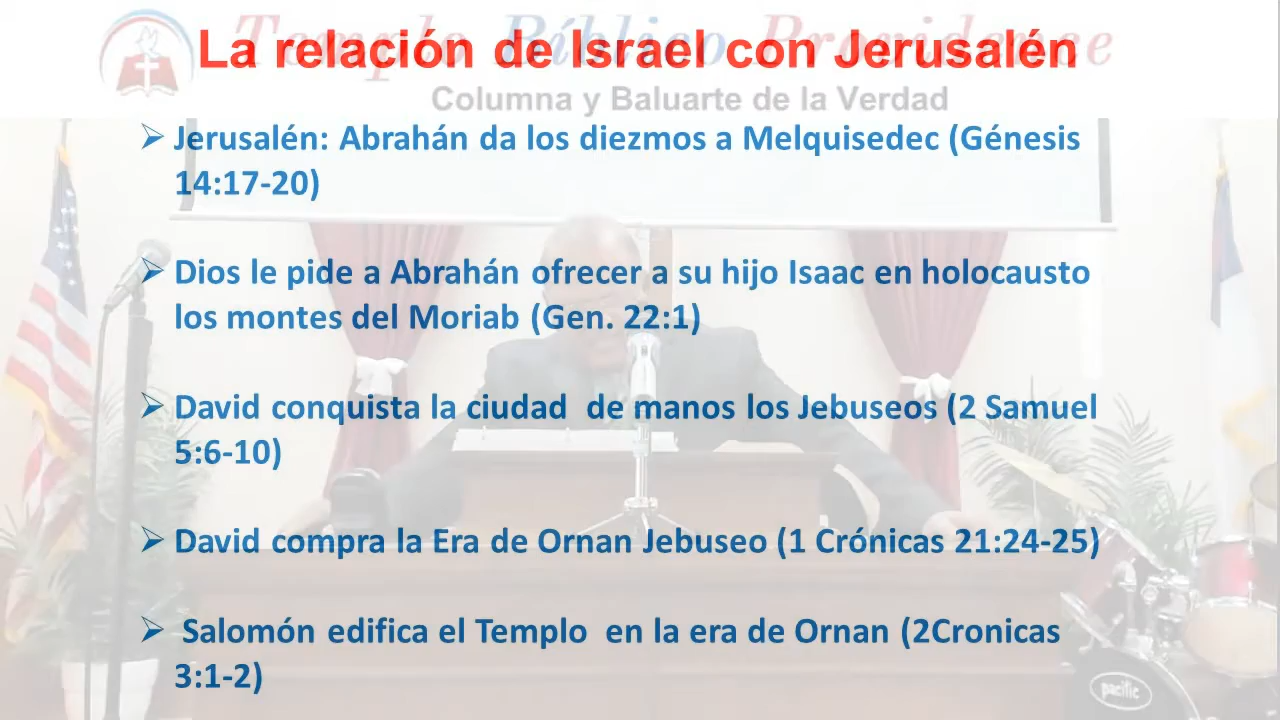 Templo Bíblico Providence
La relación de Israel con Jerusalén
Columna y Baluarte de la Verdad
➢ Jerusalén: Abrahán da los diezmos a Melquisedec (Génesis
14:17-20)
➢ Dios le pide a Abrahán ofrecer a su hijo Isaac en holocausto
los montes del Moriab (Gen. 22:1)
➢ David conquista la ciudad de manos los Jebuseos (2 Samuel
5:6-10)
➢ David compra la Era de Ornan Jebuseo (1 Crónicas 21:24-25)
➢ Salomón edifica el Templo en la era de Ornan (2Cronicas
3:1-2)
pacific